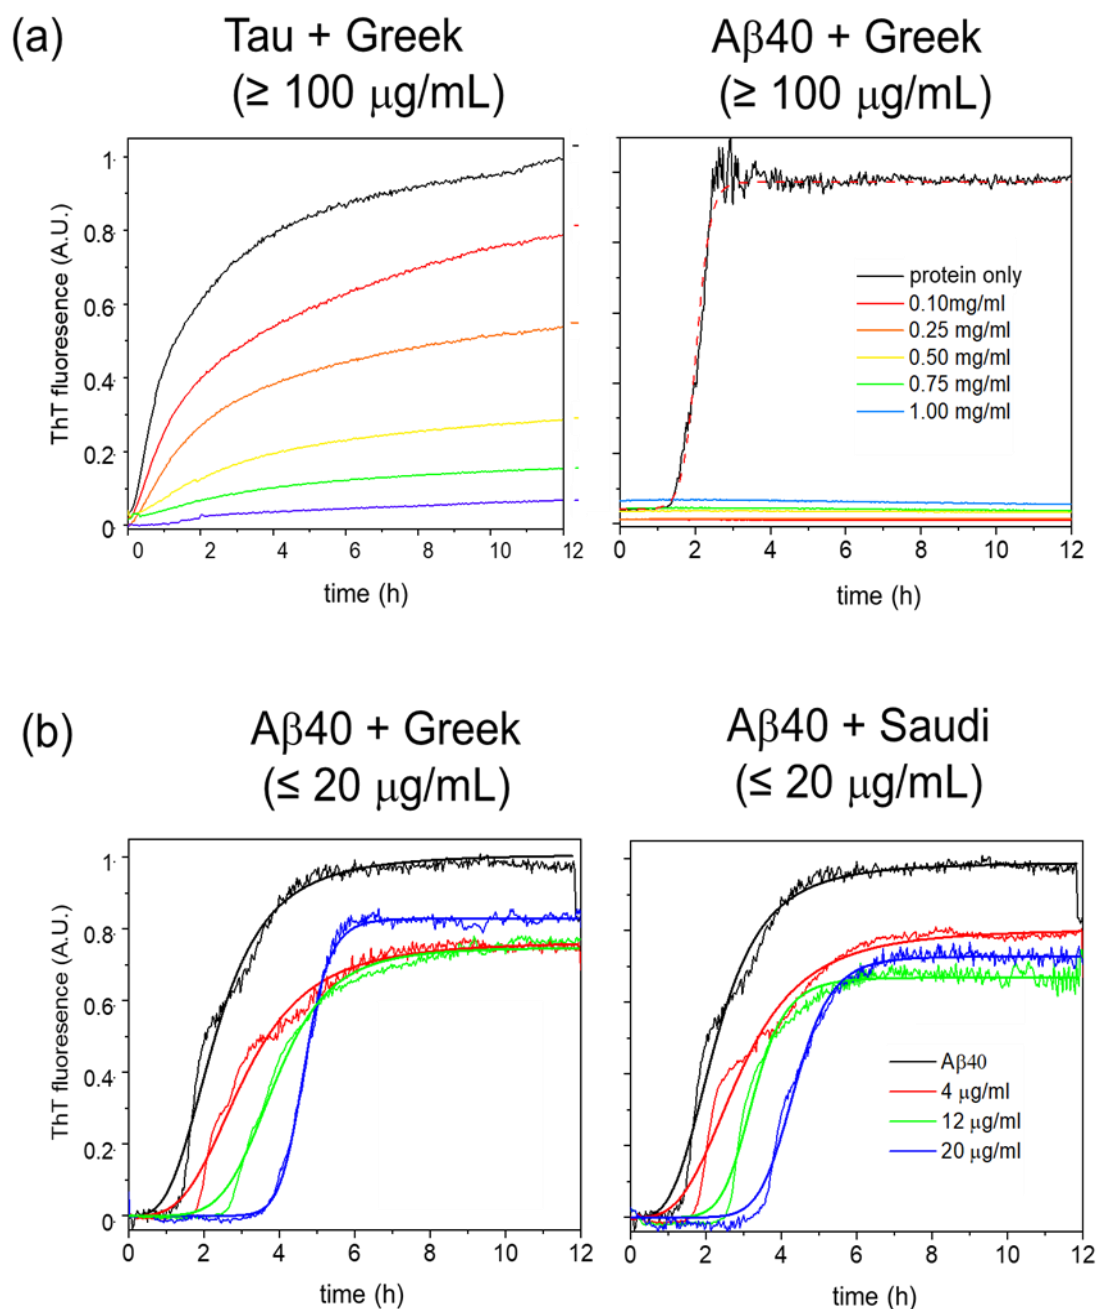 (a)
Tau + Greek
(≥ 100 μg/mL)
Aβ40 + Greek
(≥ 100 μg/mL)
ThT fluoresence (A.U.)
1
0.8
0.6
0.4
0.2
0
0 2 4 6 8 10 12
time (h)
protein only
0.10mg/ml
0.25 mg/ml
0.50 mg/ml
0.75 mg/ml
1.00 mg/ml
0 2 4 6 8 10 12
time (h)
(b)
Aβ40 + Greek
(≤ 20 μg/mL)
Aβ40 + Saudi
(≤ 20 μg/mL)
ThT fluoresence (A.U.)
1
0.8
0.6
0.4
0.2
0
0 2 4 6 8 10 12
time (h)
Aβ40
4 μg/ml
12 μg/ml
20 μg/ml
0 2 4 6 8 10 12
time (h)